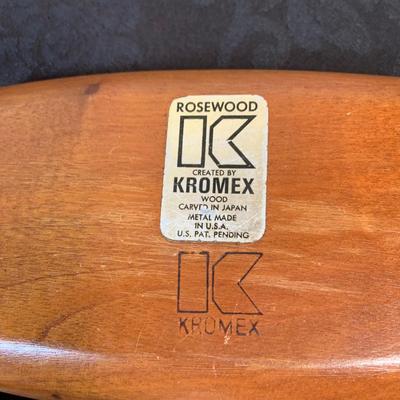 ROSEWOOD
K
CREATED BY
KROMEX
WOOD
CARVED IN JAPAN
METAL MADE
IN U.S.A.
U.S. PAT. PENDING
K
KROMEX